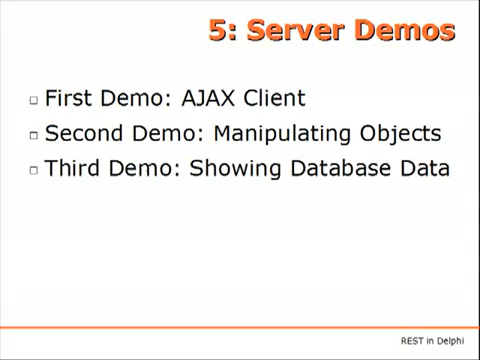 5: Server Demos
First Demo: AJAX Client
Second Demo: Manipulating Objects
Third Demo: Showing Database Data
REST in Delphi